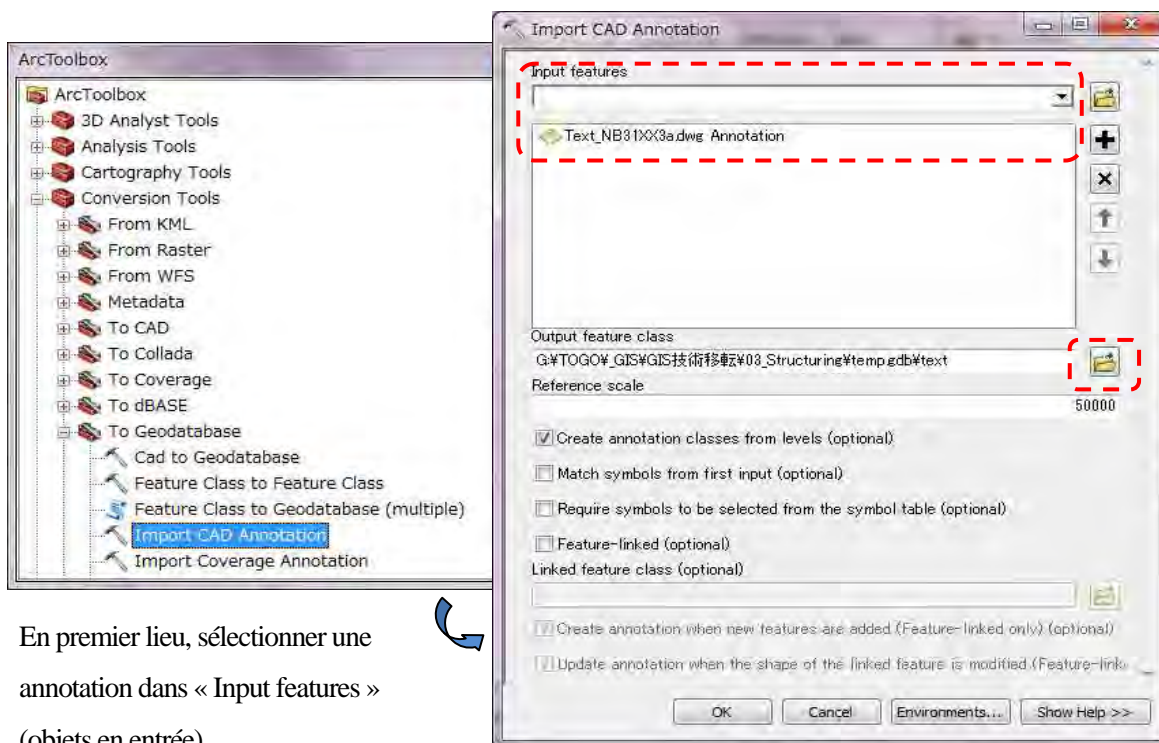 ArcToolbox
ArcToolbox
3D Analyst Tools
Analysis Tools
Cartography Tools
Conversion Tools
From KML
From Raster
From WFS
Metadata
To CAD
To Collada
To Coverage
To dBASE
To Geodatabase
Cad to Geodatabase
Feature Class to Feature Class
Feature Class to Geodatabase (multiple)
Import CAD Annotation
Import Coverage Annotation
En premier lieu, sélectionner une
annotation dans « Input features »
(objets en entrée)
Import CAD Annotation
Input features
Text_NB31XX3a.dwg Annotation
Output feature class
G:¥TOGO¥_GIS¥GIS技術移転¥03_Structuring¥temp.gdb¥text
Reference scale
50000
Create annotation classes from levels (optional)
Match symbols from first input (optional)
Require symbols to be selected from the symbol table (optional)
Feature-linked (optional)
Linked feature class (optional)
Create annotation when new features are added (Feature-linked only) (optional)
Update annotation when the shape of the linked feature is modified (Feature-link
OK
Cancel
Environments...
Show Help >>